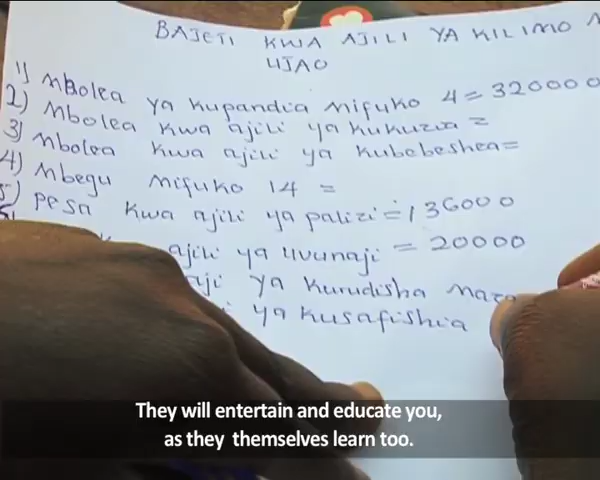 BAJETI KWA AJILI YA KILIMO
UJAO
1) Mbolea ya kupandia mifuko 4 = 320000
2) Mbolea kwa ajili ya kukuzia =
3) Mbolea kwa ajili ya kubebeshea =
4) Mbegu mifuko 14 =
5) Pesa kwa ajili ya palizi = 136000
ajili ya uvunaji = 20000
ya kurudisha
ya kusafishia
They will entertain and educate you,
as they themselves learn too.